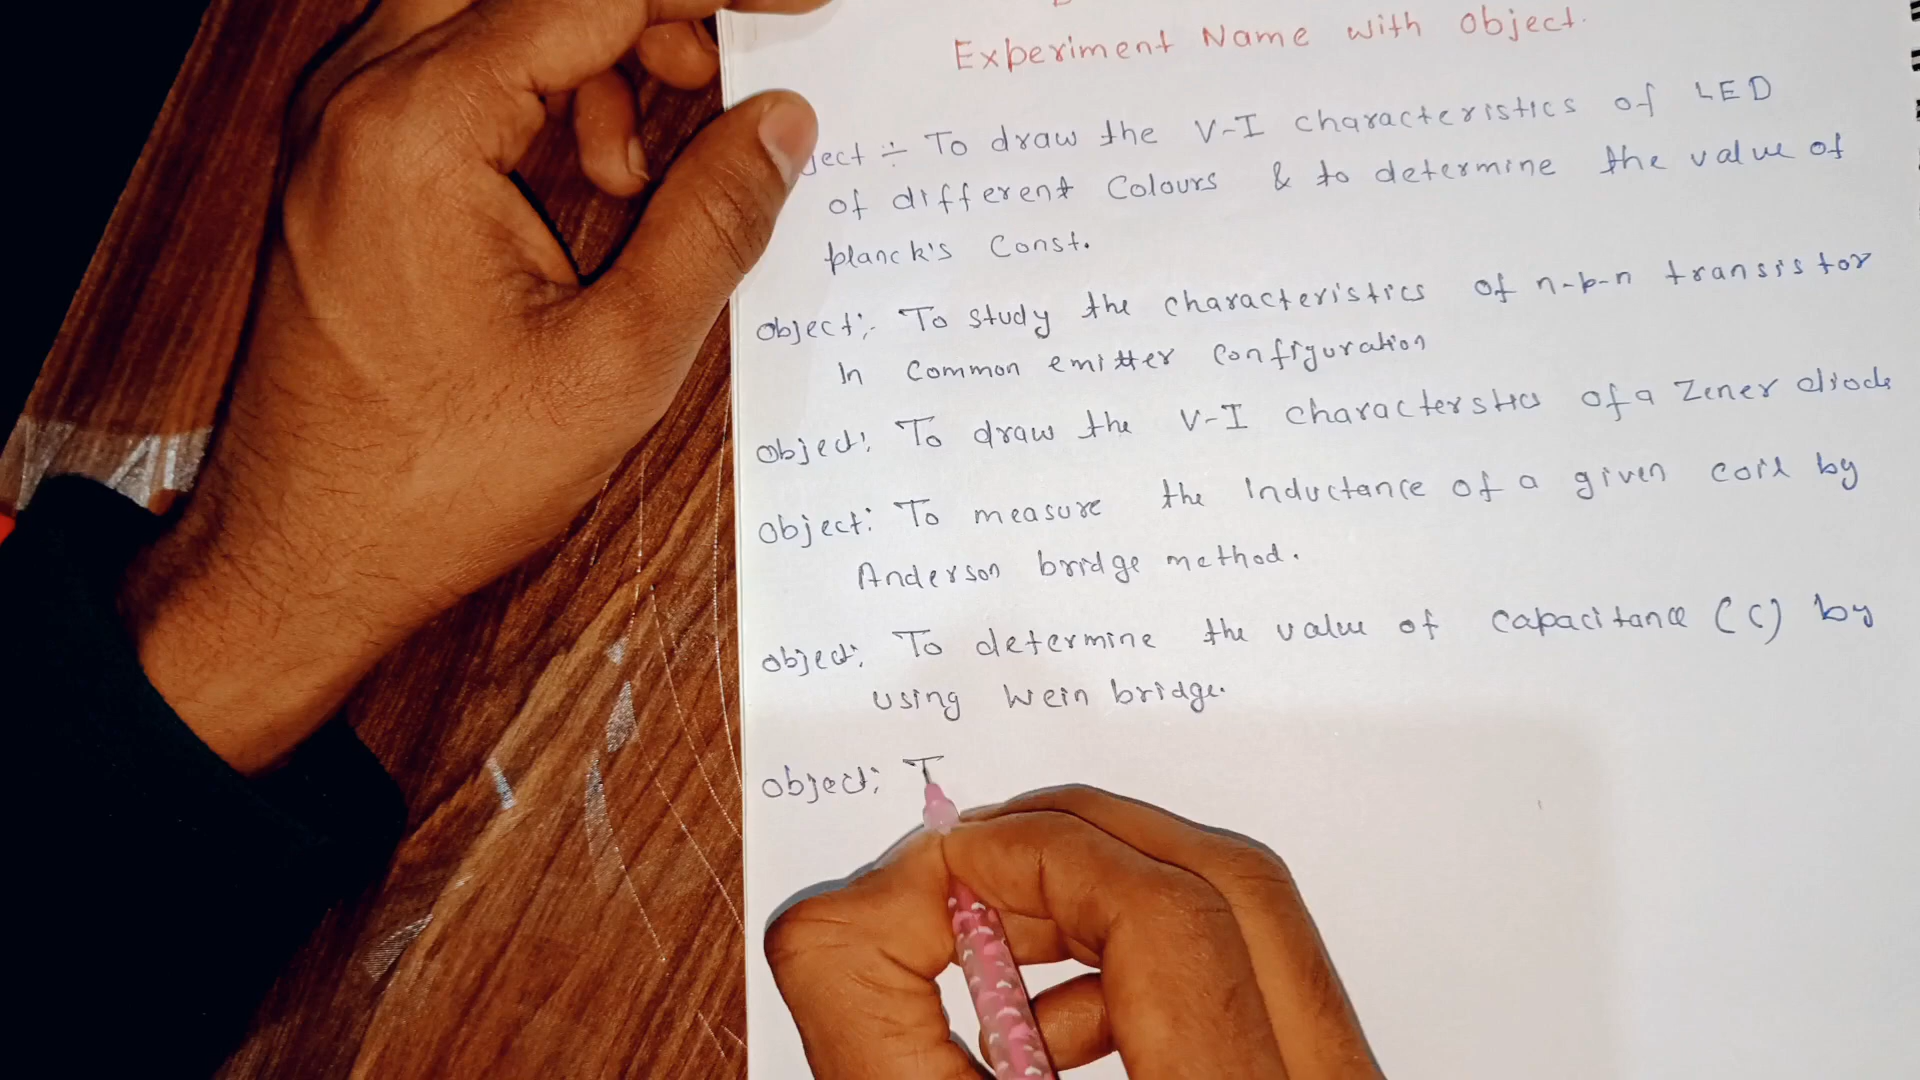 Experiment Name with object.
ject ÷ To draw the V-I characteristics of LED
of different Colours & to determine the value of
planck's Const.
Object:- To study the characteristics of n-p-n transistor
In Common emitter Configuration
Object: To draw the V-I characterstics of a Zener diode
Object: To measure the inductance of a given coil by
Anderson bridge method.
Object: To determine the value of capacitance (C) by
using Wein bridge.
Object: T